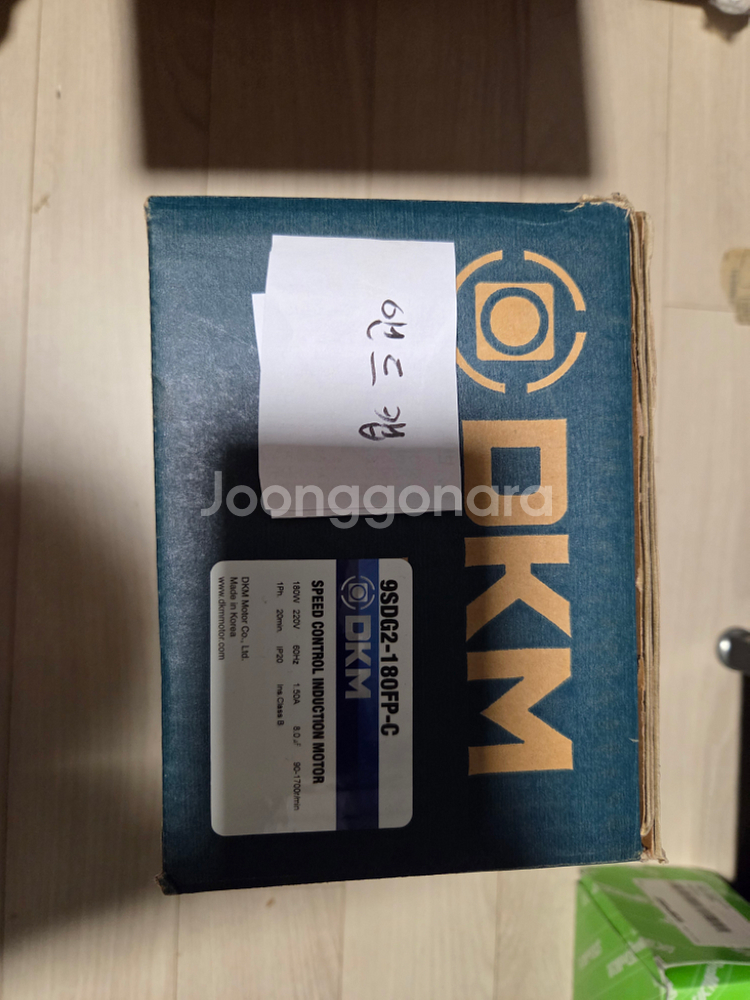 DKM
Joonggonara
9SDG2-180FP-C
DKM
SPEED CONTROL INDUCTION MOTOR
180W 220V 60Hz 1.50A 8.0㎌ 90-1700r/min
1Ph. 20min. IP20 ins.Class B
DKM Motor Co., Ltd.
Made in Korea
www.dkmmotor.com